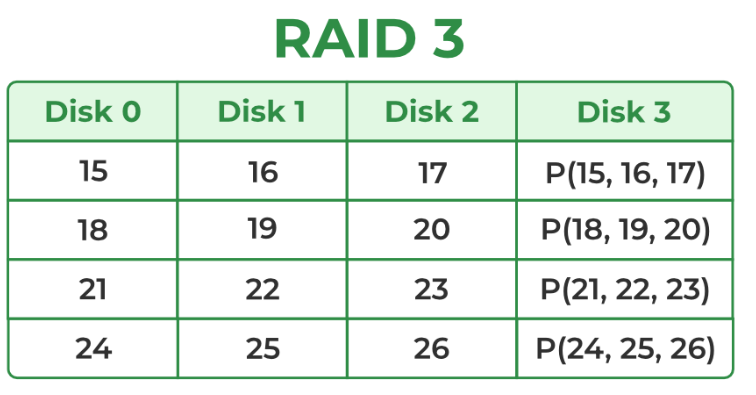 RAID 3
Disk 0 Disk 1 Disk 2 Disk 3
15 16 17 P(15, 16, 17)
18 19 20 P(18, 19, 20)
21 22 23 P(21, 22, 23)
24 25 26 P(24, 25, 26)